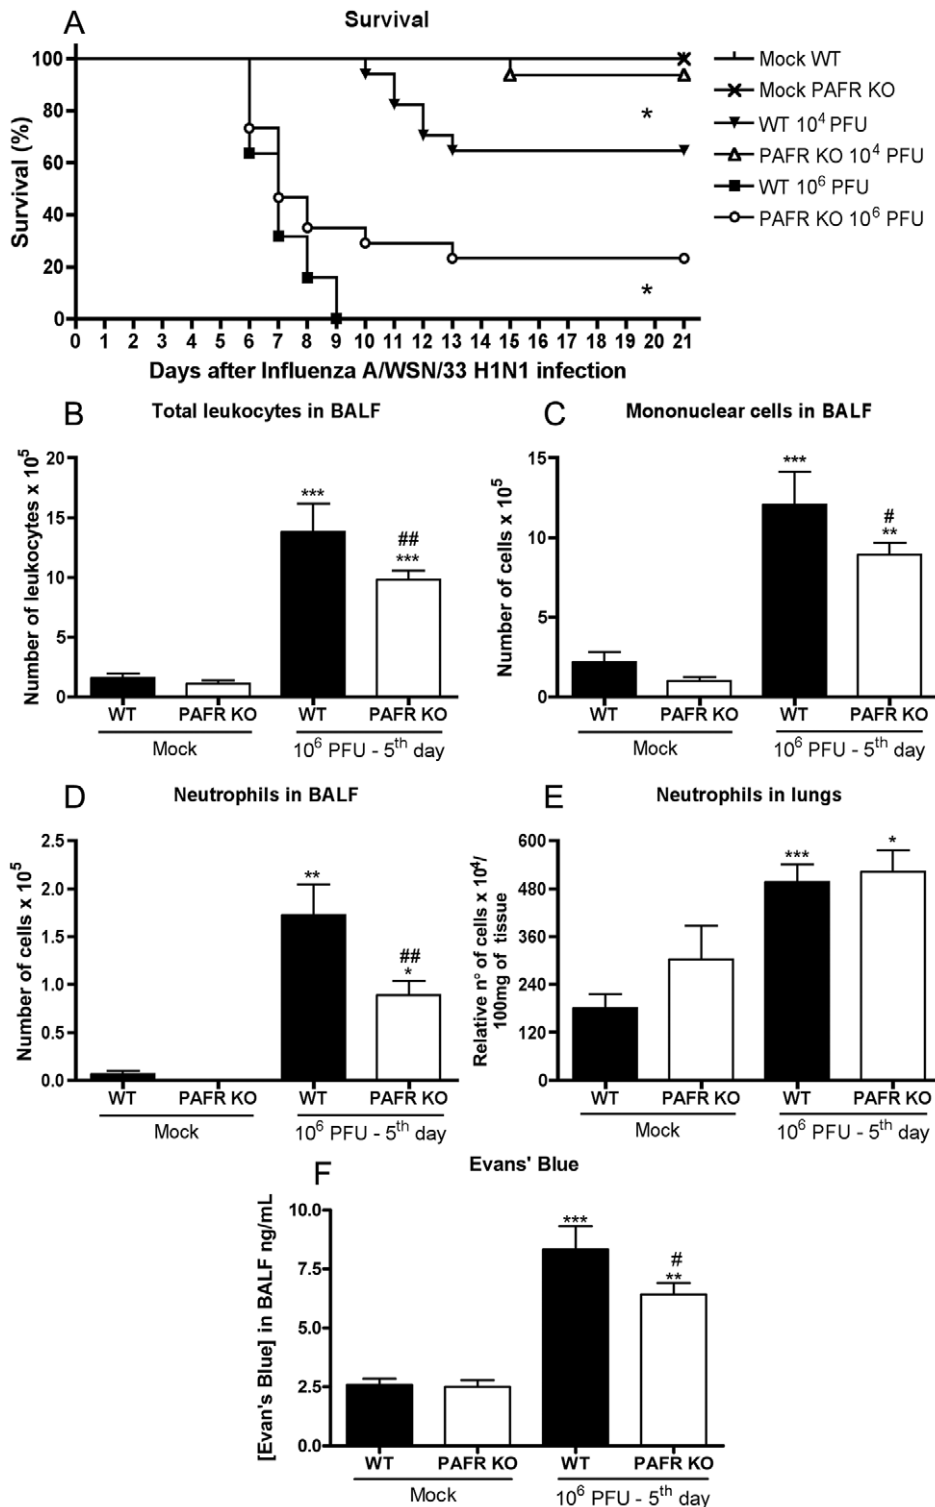 A
Survival
Survival (%)
100
80
60
40
20
0
0 1 2 3 4 5 6 7 8 9 10 11 12 13 14 15 16 17 18 19 20 21
Days after Influenza A/WSN/33 H1N1 infection
*
*
Mock WT
Mock PAFR KO
WT 10⁴ PFU
PAFR KO 10⁴ PFU
WT 10⁶ PFU
PAFR KO 10⁶ PFU
B
Total leukocytes in BALF
Number of leukocytes x 10⁵
20
15
10
5
0
***
##
***
WT PAFR KO WT PAFR KO
Mock 10⁶ PFU - 5ᵗʰ day
C
Mononuclear cells in BALF
Number of cells x 10⁵
15
10
5
0
***
#
**
WT PAFR KO WT PAFR KO
Mock 10⁶ PFU - 5ᵗʰ day
D
Neutrophils in BALF
Number of cells x 10⁵
2.5
2.0
1.5
1.0
0.5
0.0
**
##
*
WT PAFR KO WT PAFR KO
Mock 10⁶ PFU - 5ᵗʰ day
E
Neutrophils in lungs
Relative n° of cells x 10⁴/
100mg of tissue
600
480
360
240
120
0
***
*
WT PAFR KO WT PAFR KO
Mock 10⁶ PFU - 5ᵗʰ day
F
Evans' Blue
[Evan's Blue] in BALF ng/mL
10.0
7.5
5.0
2.5
0.0
***
#
**
WT PAFR KO WT PAFR KO
Mock 10⁶ PFU - 5ᵗʰ day